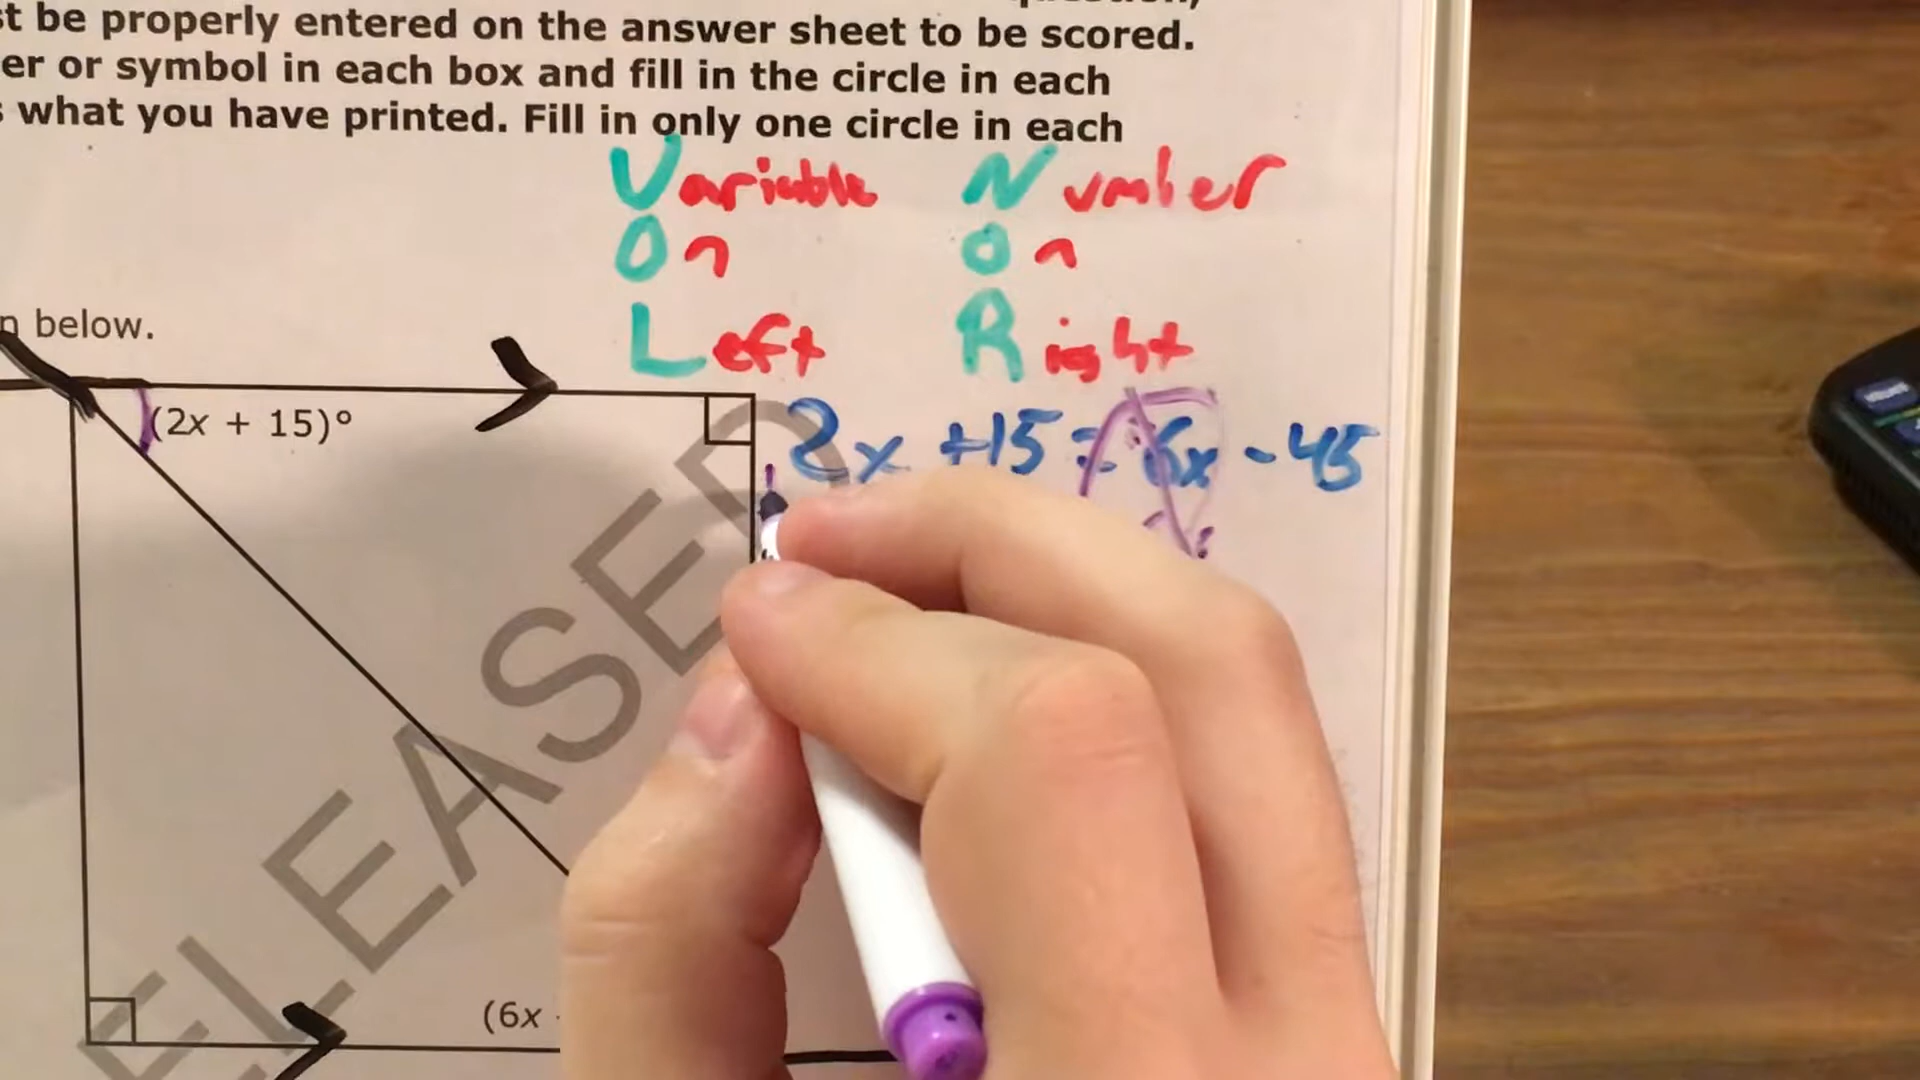 t be properly entered on the answer sheet to be scored.
er or symbol in each box and fill in the circle in each
what you have printed. Fill in only one circle in each
Variable Number
On On
Left Right
n below.
(2x + 15)°
2x +15 = 6x - 45
ELEASED
(6x